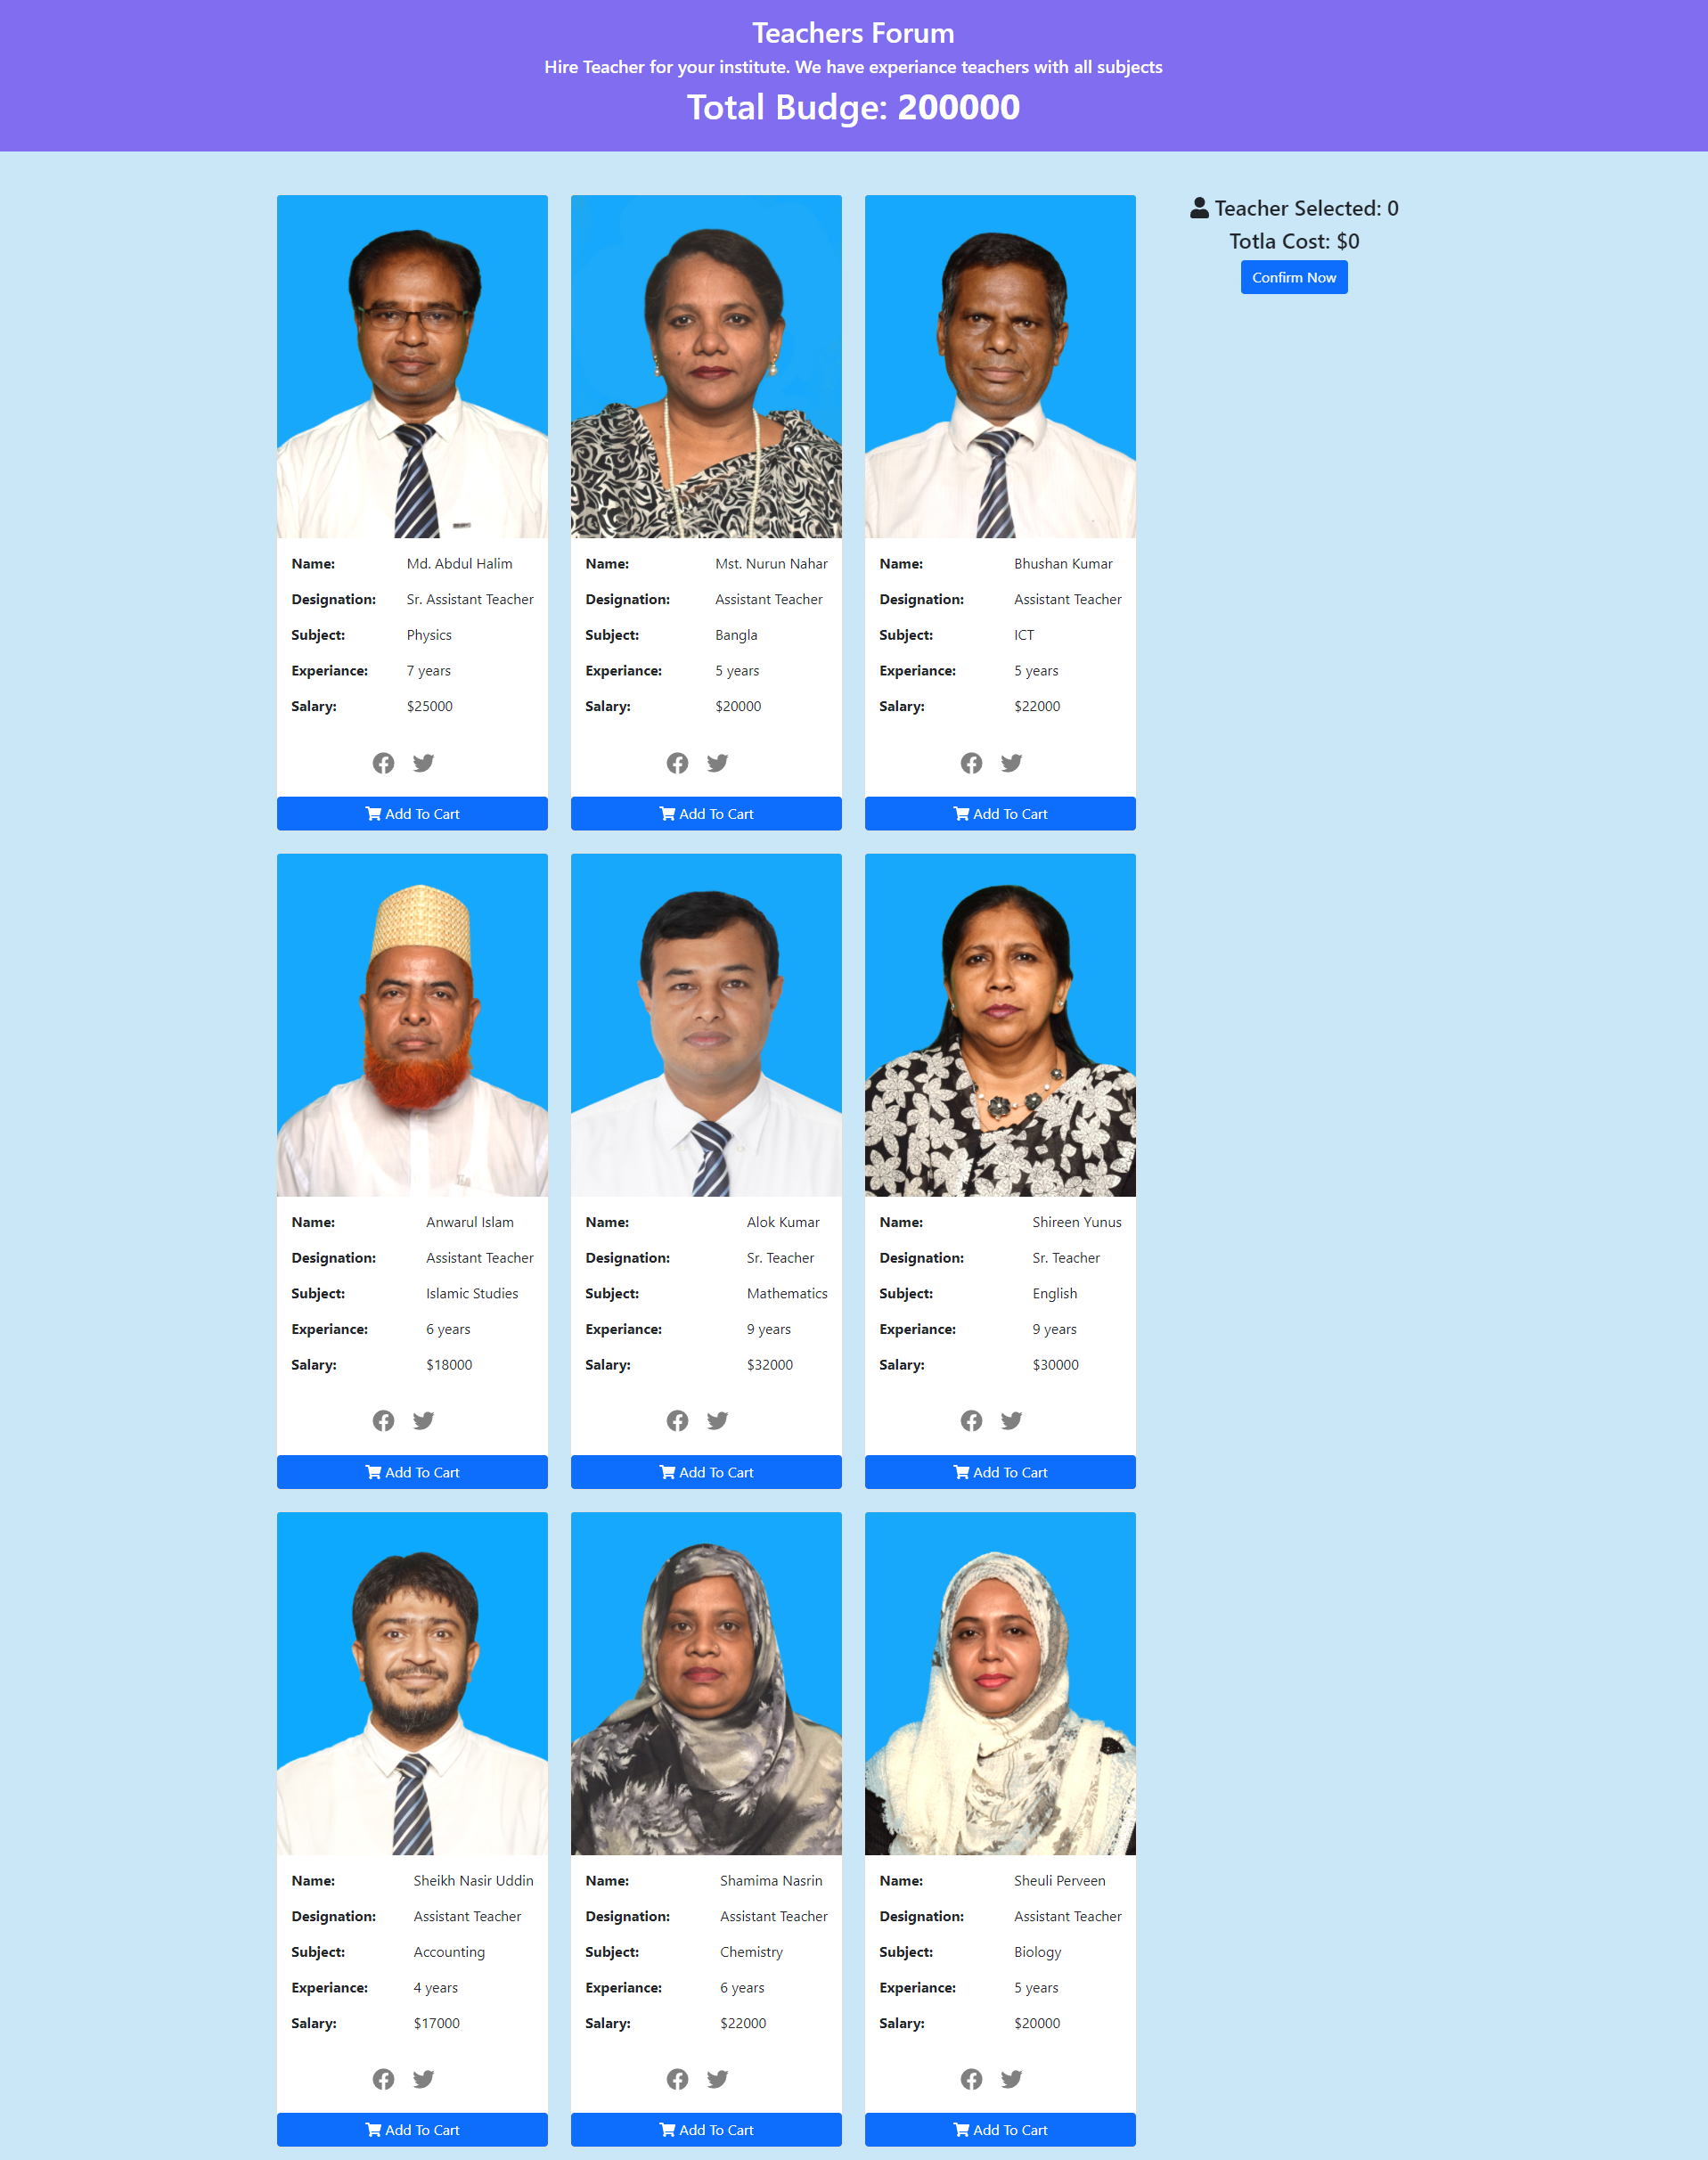 Teachers Forum
Hire Teacher for your institute. We have experiance teachers with all subjects
Total Budge: 200000
Teacher Selected: 0
Totla Cost: $0
Confirm Now
Name: Md. Abdul Halim
Designation: Sr. Assistant Teacher
Subject: Physics
Experiance: 7 years
Salary: $25000
Add To Cart
Name: Mst. Nurun Nahar
Designation: Assistant Teacher
Subject: Bangla
Experiance: 5 years
Salary: $20000
Add To Cart
Name: Bhushan Kumar
Designation: Assistant Teacher
Subject: ICT
Experiance: 5 years
Salary: $22000
Add To Cart
Name: Anwarul Islam
Designation: Assistant Teacher
Subject: Islamic Studies
Experiance: 6 years
Salary: $18000
Add To Cart
Name: Alok Kumar
Designation: Sr. Teacher
Subject: Mathematics
Experiance: 9 years
Salary: $32000
Add To Cart
Name: Shireen Yunus
Designation: Sr. Teacher
Subject: English
Experiance: 9 years
Salary: $30000
Add To Cart
Name: Sheikh Nasir Uddin
Designation: Assistant Teacher
Subject: Accounting
Experiance: 4 years
Salary: $17000
Add To Cart
Name: Shamima Nasrin
Designation: Assistant Teacher
Subject: Chemistry
Experiance: 6 years
Salary: $22000
Add To Cart
Name: Sheuli Perveen
Designation: Assistant Teacher
Subject: Biology
Experiance: 5 years
Salary: $20000
Add To Cart